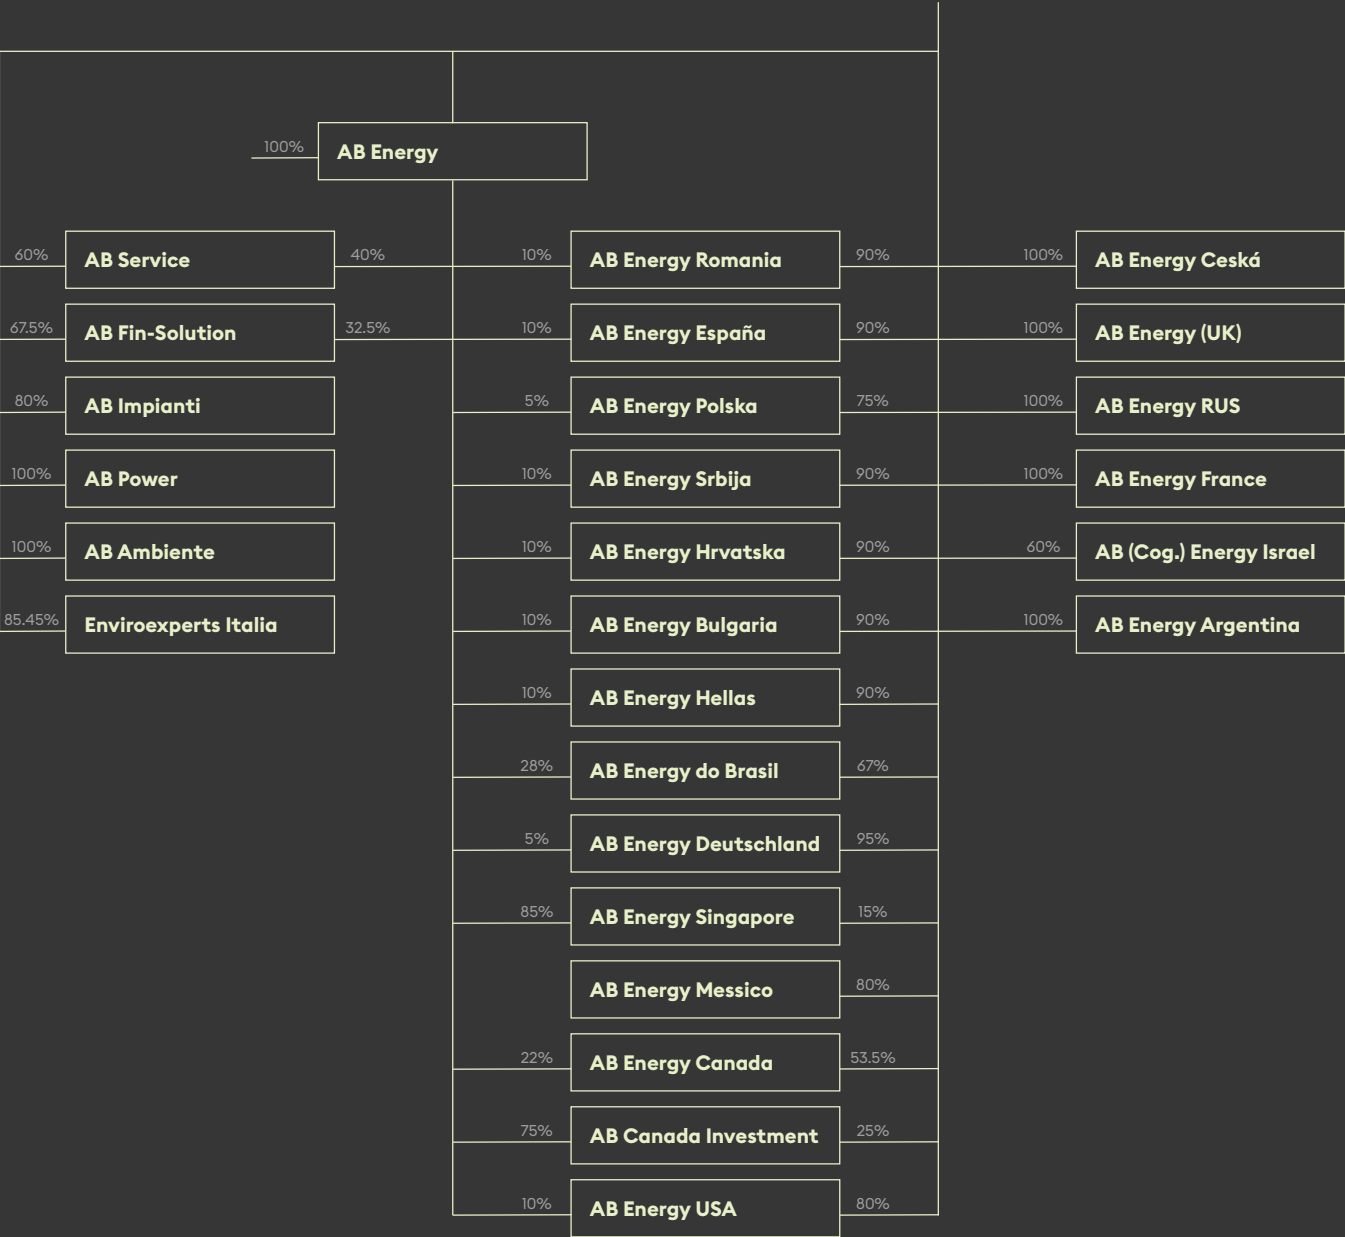 100% AB Energy
60% AB Service 40% 10% AB Energy Romania 90% 100% AB Energy Ceská
67.5% AB Fin-Solution 32.5% 10% AB Energy España 90% 100% AB Energy (UK)
80% AB Impianti 5% AB Energy Polska 75% 100% AB Energy RUS
100% AB Power 10% AB Energy Srbija 90% 100% AB Energy France
100% AB Ambiente 10% AB Energy Hrvatska 90% 60% AB (Cog.) Energy Israel
85.45% Enviroexperts Italia 10% AB Energy Bulgaria 90% 100% AB Energy Argentina
10% AB Energy Hellas 90%
28% AB Energy do Brasil 67%
5% AB Energy Deutschland 95%
85% AB Energy Singapore 15%
AB Energy Messico 80%
22% AB Energy Canada 53.5%
75% AB Canada Investment 25%
10% AB Energy USA 80%